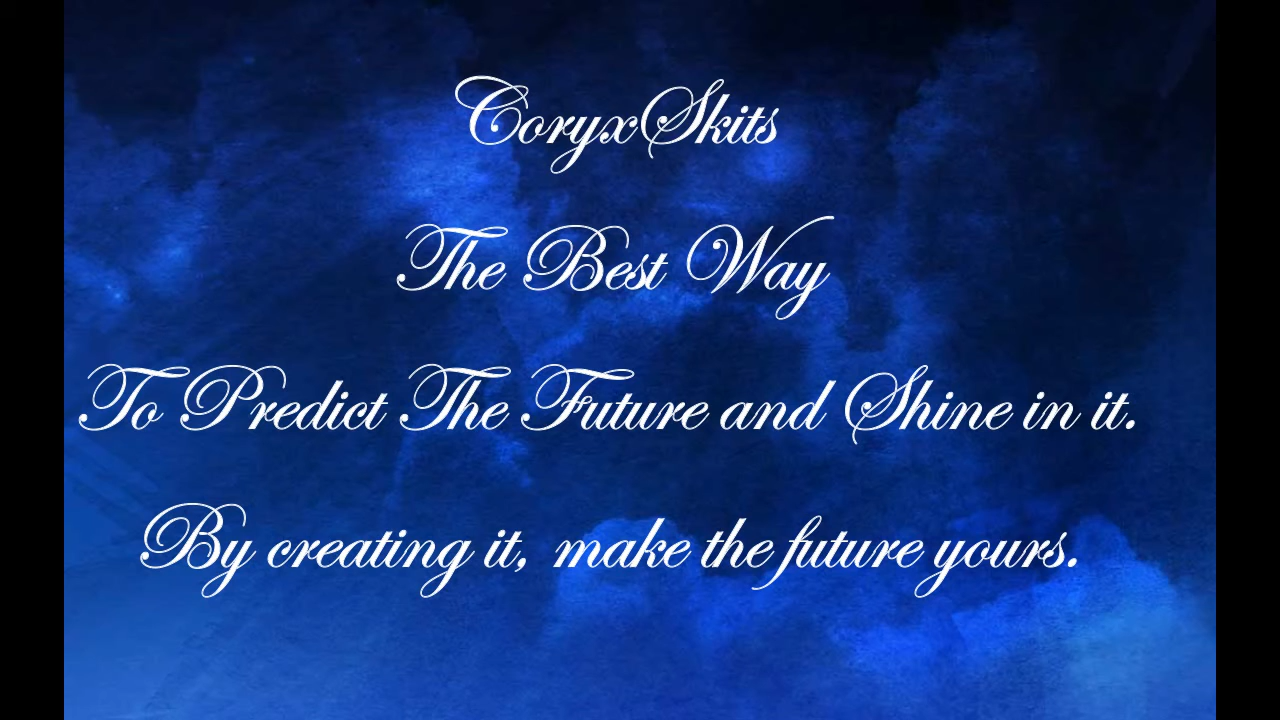 CoryxSkits
The Best Way
To Predict The Future and Shine in it.
By creating it, make the future yours.